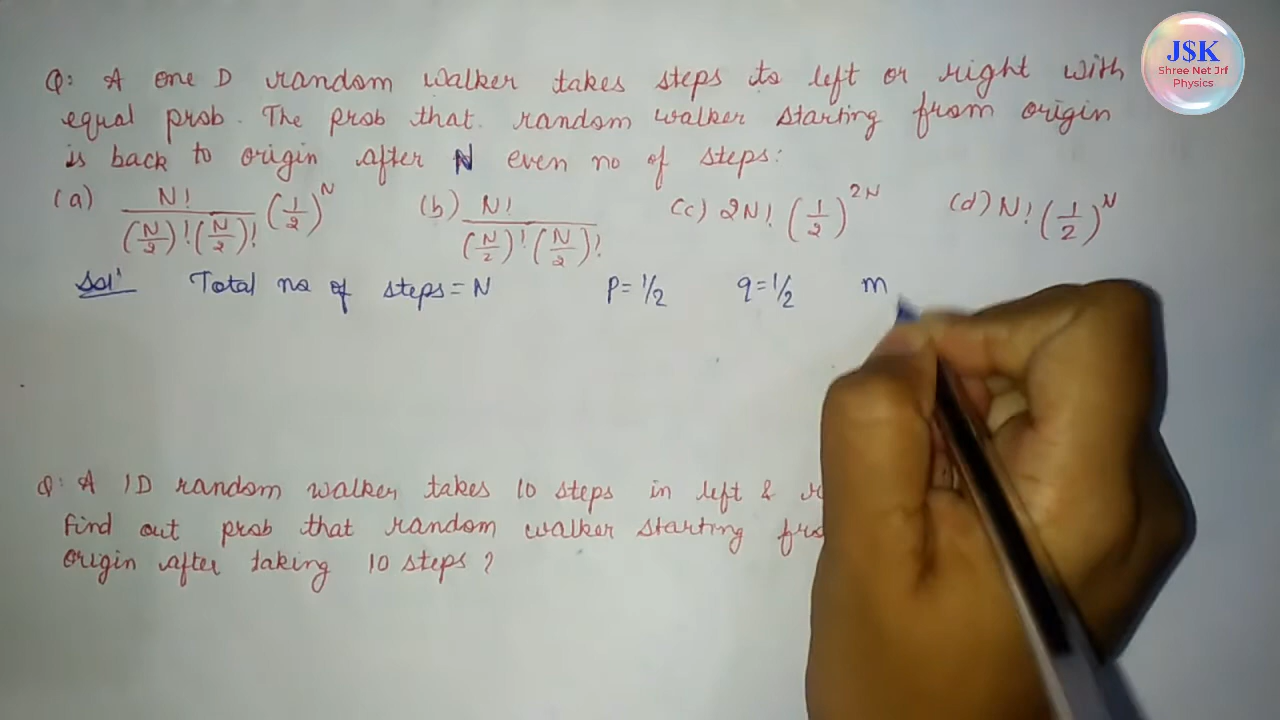 J$K
Shree Net Jrf
Physics
Q: A one D random walker takes steps to left or right with
equal prob. The prob that random walker starting from origin
is back to origin after N even no of steps:
(a) N! / (N/2)! (N/2)! (1/2)^N (b) N! / (N/2)! (N/2)! (c) 2N! (1/2)^2N (d) N! (1/2)^N
Sol' Total no of steps = N p = 1/2 q = 1/2 m
Q: A 1D random walker takes 10 steps in left &
Find out prob that random walker starting
origin after taking 10 steps?